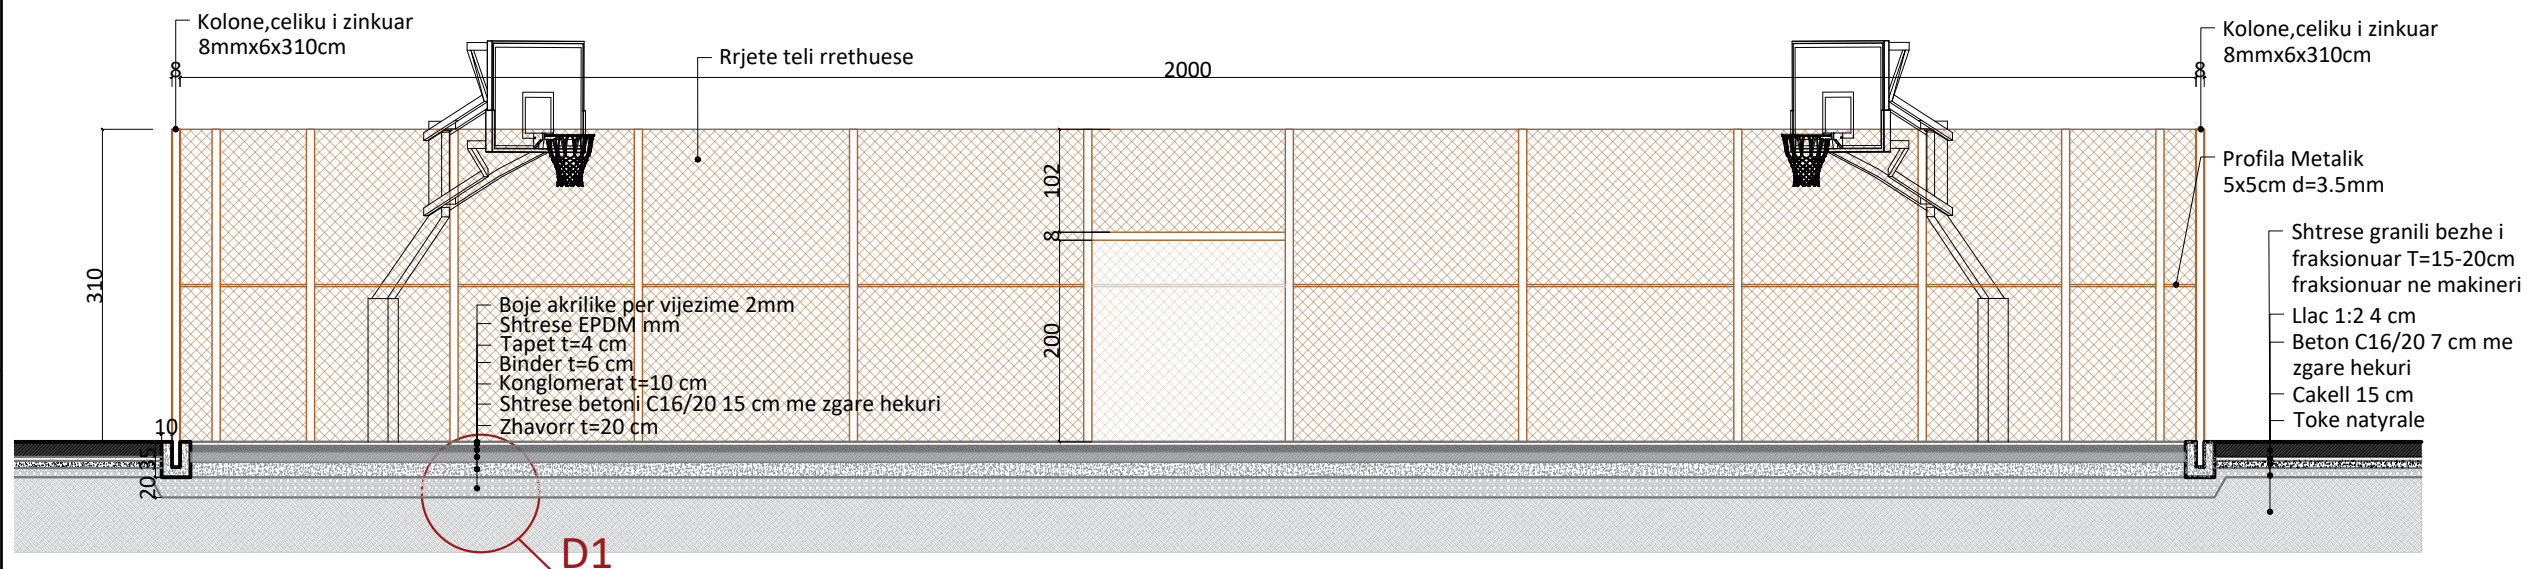 Kolone,celiku i zinkuar
8mmx6x310cm
Rrjete teli rrethuese
8
2000
8
Kolone,celiku i zinkuar
8mmx6x310cm
Profila Metalik
5x5cm d=3.5mm
102
8
200
310
Boje akrilike per vijezime 2mm
Shtrese EPDM mm
Tapet t=4 cm
Binder t=6 cm
Konglomerat t=10 cm
Shtrese betoni C16/20 15 cm me zgare hekuri
Zhavorr t=20 cm
Shtrese granili bezhe i
fraksionuar T=15-20cm
fraksionuar ne makineri
Llac 1:2 4 cm
Beton C16/20 7 cm me
zgare hekuri
Cakell 15 cm
Toke natyrale
10
35
20
D1